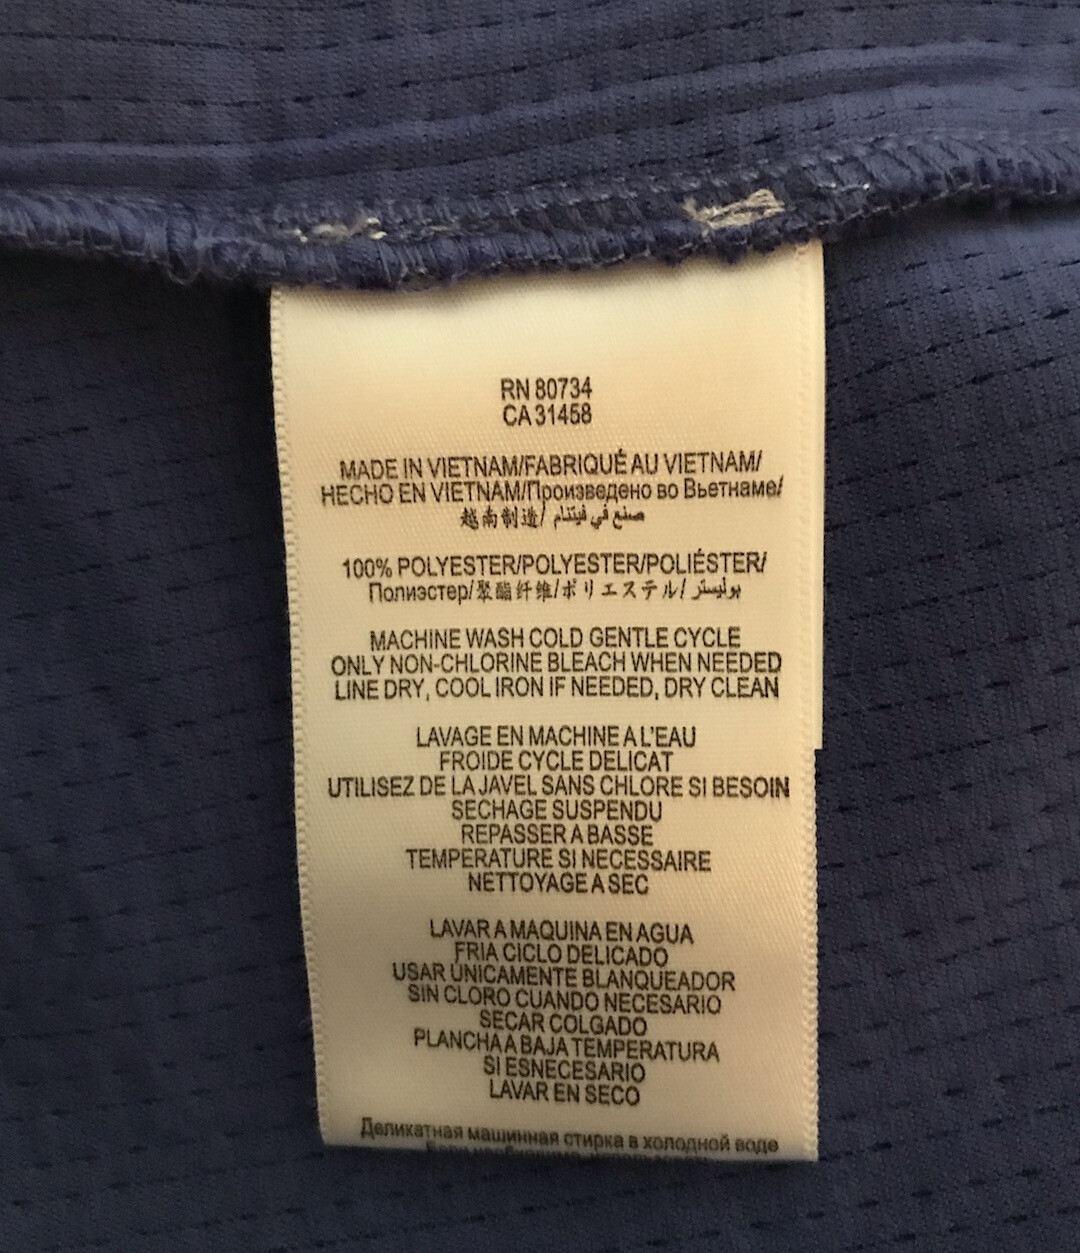 RN 80734
CA 31458
MADE IN VIETNAM/FABRIQUÉ AU VIETNAM/
HECHO EN VIETNAM/Произведено во Вьетнаме/
越南制造/ صنع في فيتنام
100% POLYESTER/POLYESTER/POLIÉSTER/
Полиэстер/聚酯纤维/ポリエステル/ بوليستر
MACHINE WASH COLD GENTLE CYCLE
ONLY NON-CHLORINE BLEACH WHEN NEEDED
LINE DRY, COOL IRON IF NEEDED, DRY CLEAN
LAVAGE EN MACHINE A L'EAU
FROIDE CYCLE DELICAT
UTILISEZ DE LA JAVEL SANS CHLORE SI BESOIN
SECHAGE SUSPENDU
REPASSER A BASSE
TEMPERATURE SI NECESSAIRE
NETTOYAGE A SEC
LAVAR A MAQUINA EN AGUA
FRIA CICLO DELICADO
USAR ÚNICAMENTE BLANQUEADOR
SIN CLORO CUANDO NECESARIO
SECAR COLGADO
PLANCHA A BAJA TEMPERATURA
SI ESNECESARIO
LAVAR EN SECO
Деликатная машинная стирка в холодной воде